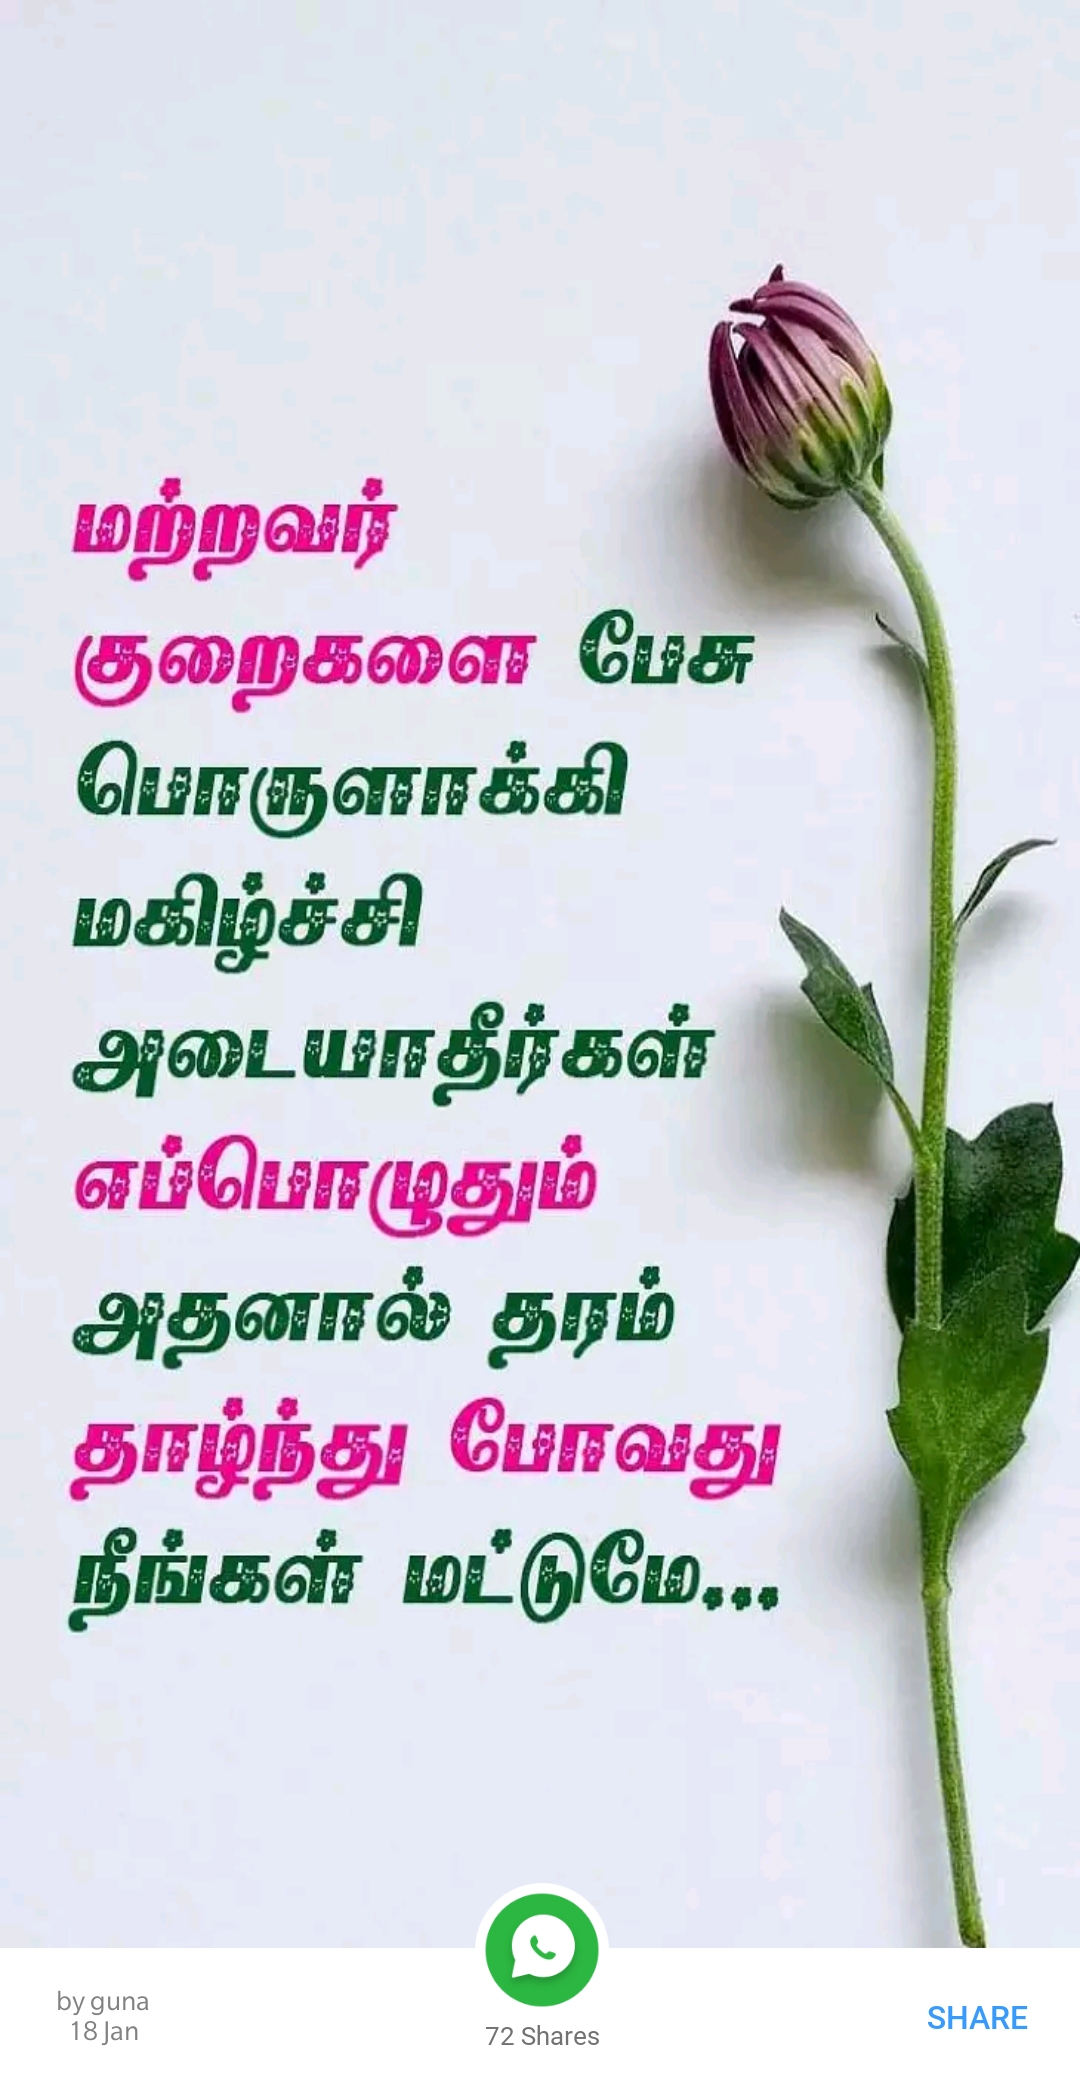 மற்றவர்
குறைகளை பேசு
பொருளாக்கி
மகிழ்ச்சி
அடையாதீர்கள்
எப்பொழுதும்
அதனால் தரம்
தாழ்ந்து போவது
நீங்கள் மட்டுமே...
by guna
18 Jan
72 Shares
SHARE